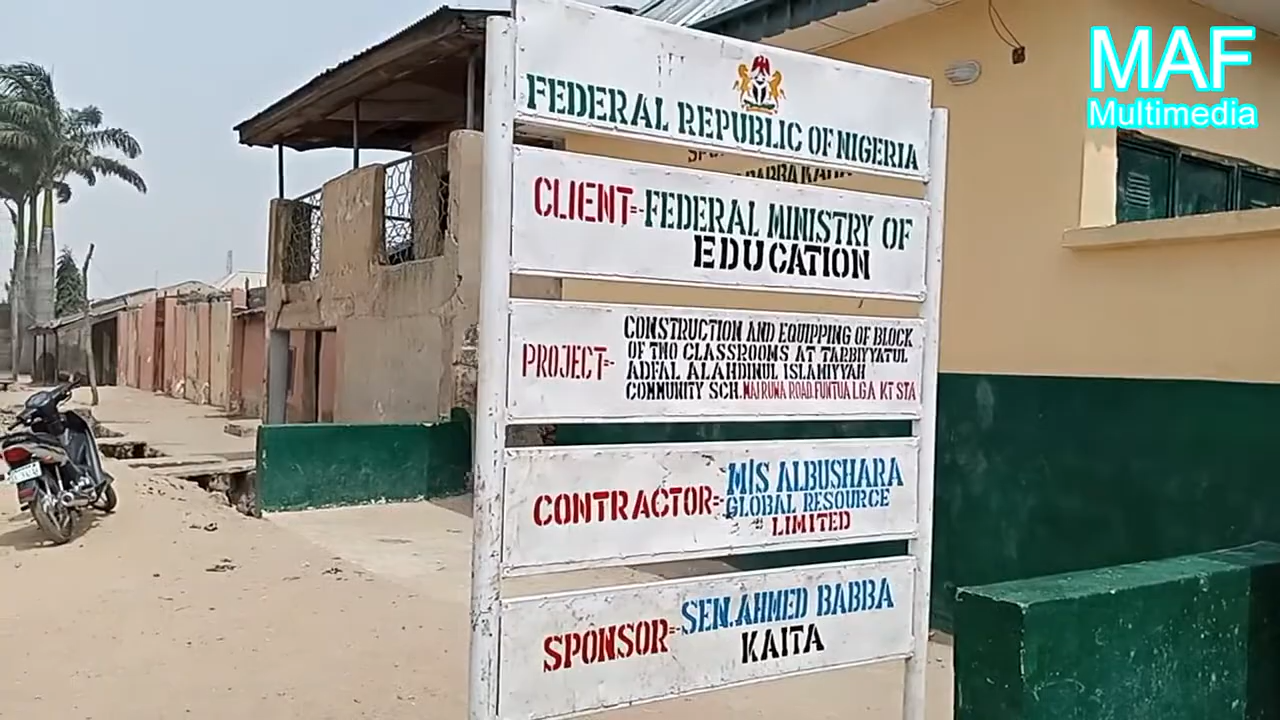 MAF
Multimedia
FEDERAL REPUBLIC OF NIGERIA
CLIENT=-FEDERAL MINISTRY OF
EDUCATION
PROJECT=-
CONSTRUCTION AND EQUIPPING OF BLOCK
OF TWO CLASSROOMS AT TARBIYYATUL
ADFAL ALAHDINUL ISLAMIYYAH
COMMUNITY SCH. MAIRUWA ROAD.FUNTUA LGA KT STA
CONTRACTOR=-
M/S ALBUSHARA
GLOBAL RESOURCE
LIMITED
SPONSOR=-SEN.AHMED BABBA
KAITA